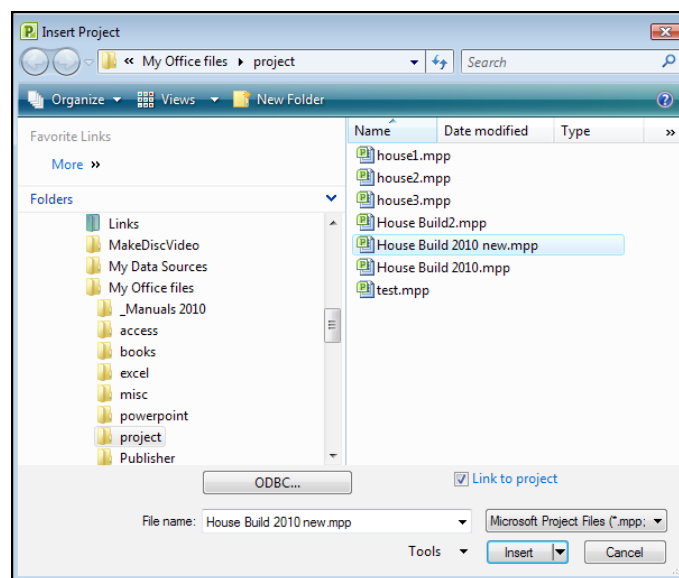 Insert Project
« My Office files ▸ project
Search
Organize Views New Folder
Favorite Links
More »
Folders
Links
MakeDiscVideo
My Data Sources
My Office files
_Manuals 2010
access
books
excel
misc
powerpoint
project
Publisher
Name Date modified Type »
house1.mpp
house2.mpp
house3.mpp
House Build2.mpp
House Build 2010 new.mpp
House Build 2010.mpp
test.mpp
ODBC...
Link to project
File name: House Build 2010 new.mpp
Microsoft Project Files (*.mpp;
Tools Insert Cancel